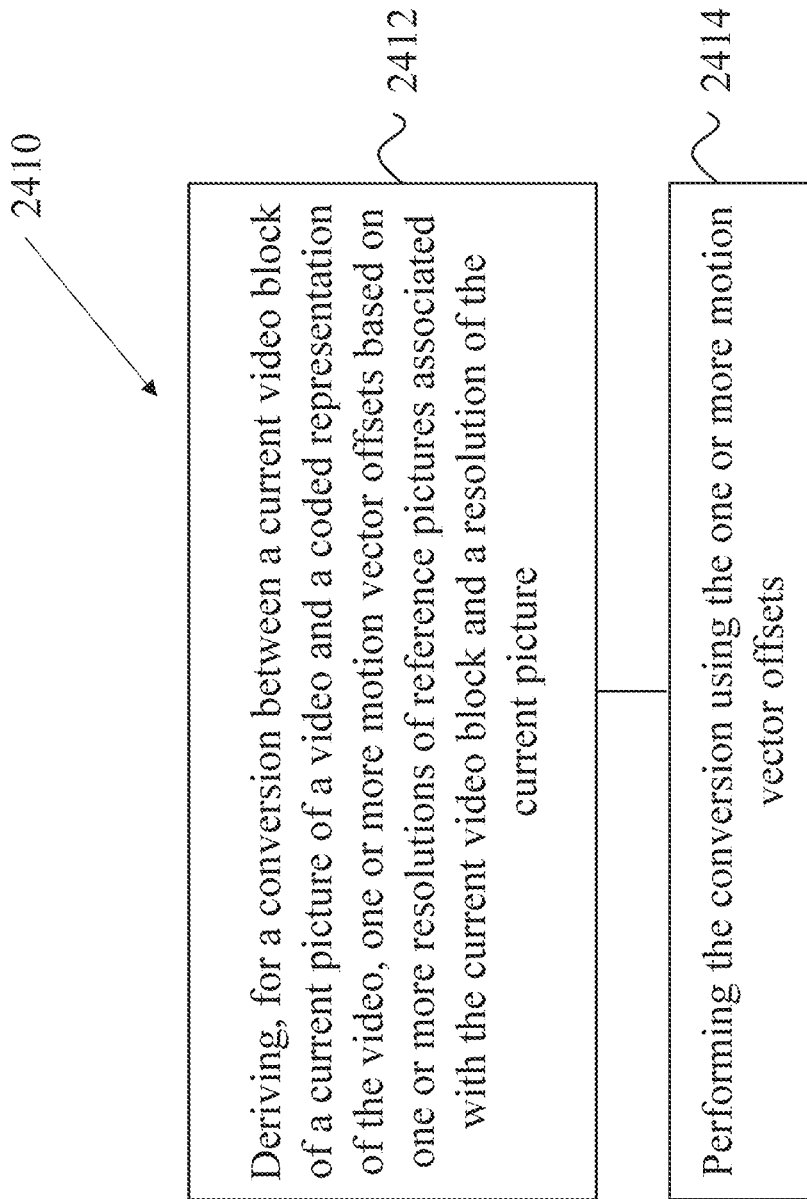 2410
Deriving, for a conversion between a current video block
of a current picture of a video and a coded representation
of the video, one or more motion vector offsets based on
one or more resolutions of reference pictures associated
with the current video block and a resolution of the
current picture
2412
Performing the conversion using the one or more motion
vector offsets
2414